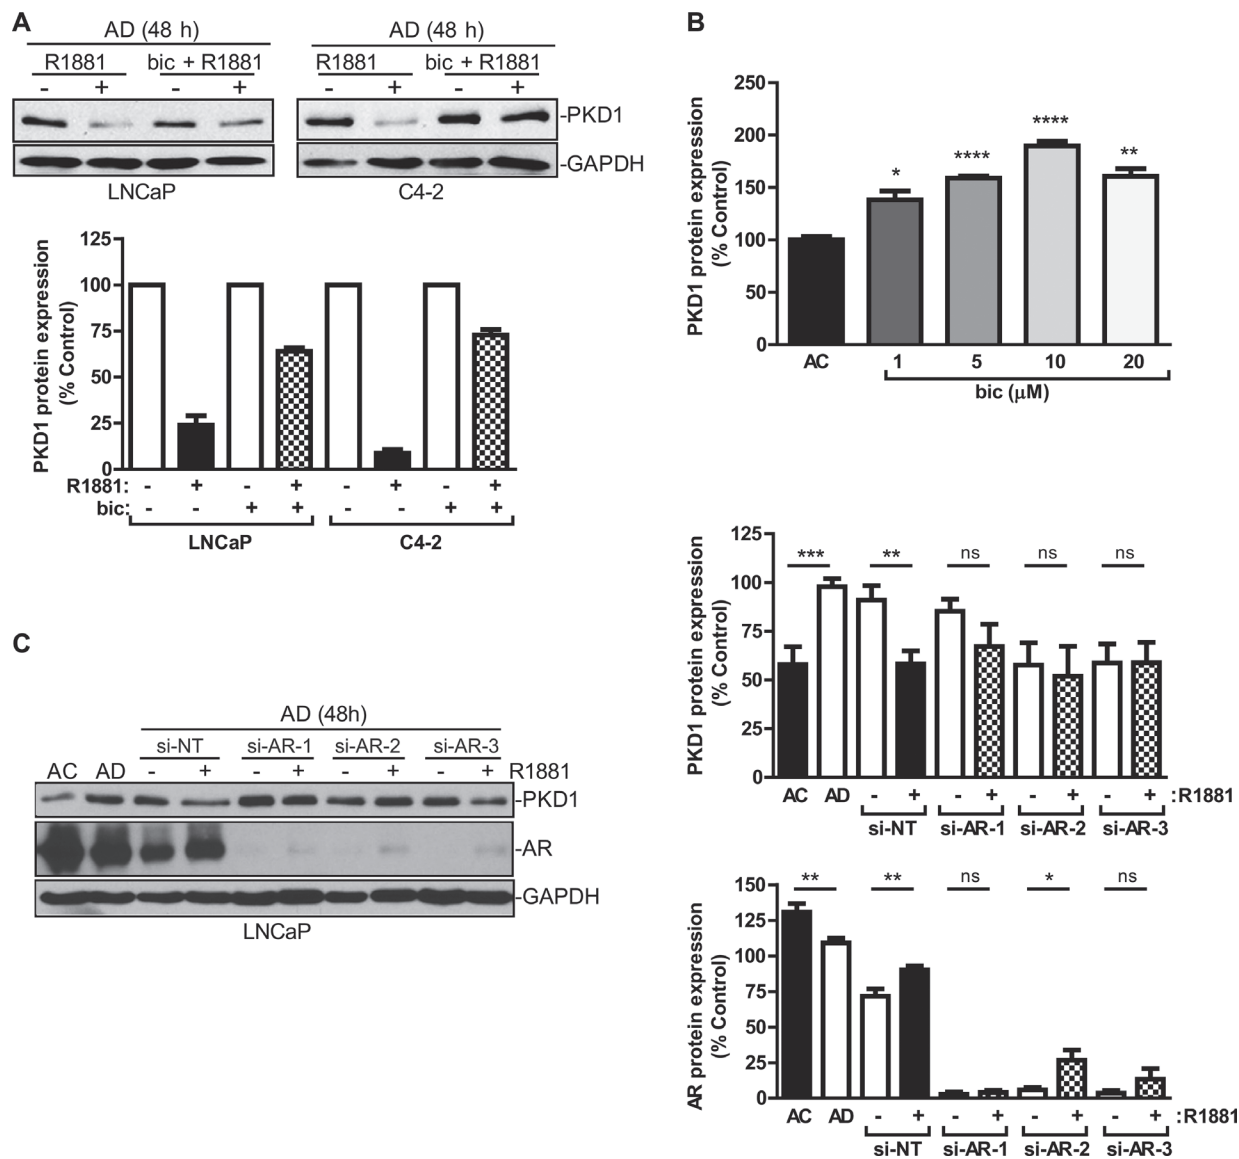 A
AD (48 h)
AD (48 h)
R1881
bic + R1881
R1881
bic + R1881
- + - +
- + - +
-PKD1
-GAPDH
LNCaP
C4-2
PKD1 protein expression
(% Control)
125
100
75
50
25
0
R1881: - + - + - + - +
bic: - - + + - - + +
LNCaP
C4-2
B
PKD1 protein expression
(% Control)
250
200
150
100
50
0
*
****
****
**
AC 1 5 10 20
bic (μM)
C
AD (48h)
si-NT si-AR-1 si-AR-2 si-AR-3
AC AD - + - + - + - + R1881
-PKD1
-AR
-GAPDH
LNCaP
PKD1 protein expression
(% Control)
125
100
75
50
25
0
*** ** ns ns ns
AC AD - + - + - + - + :R1881
si-NT si-AR-1 si-AR-2 si-AR-3
AR protein expression
(% Control)
150
125
100
75
50
25
0
** ** ns * ns
AC AD - + - + - + - + :R1881
si-NT si-AR-1 si-AR-2 si-AR-3